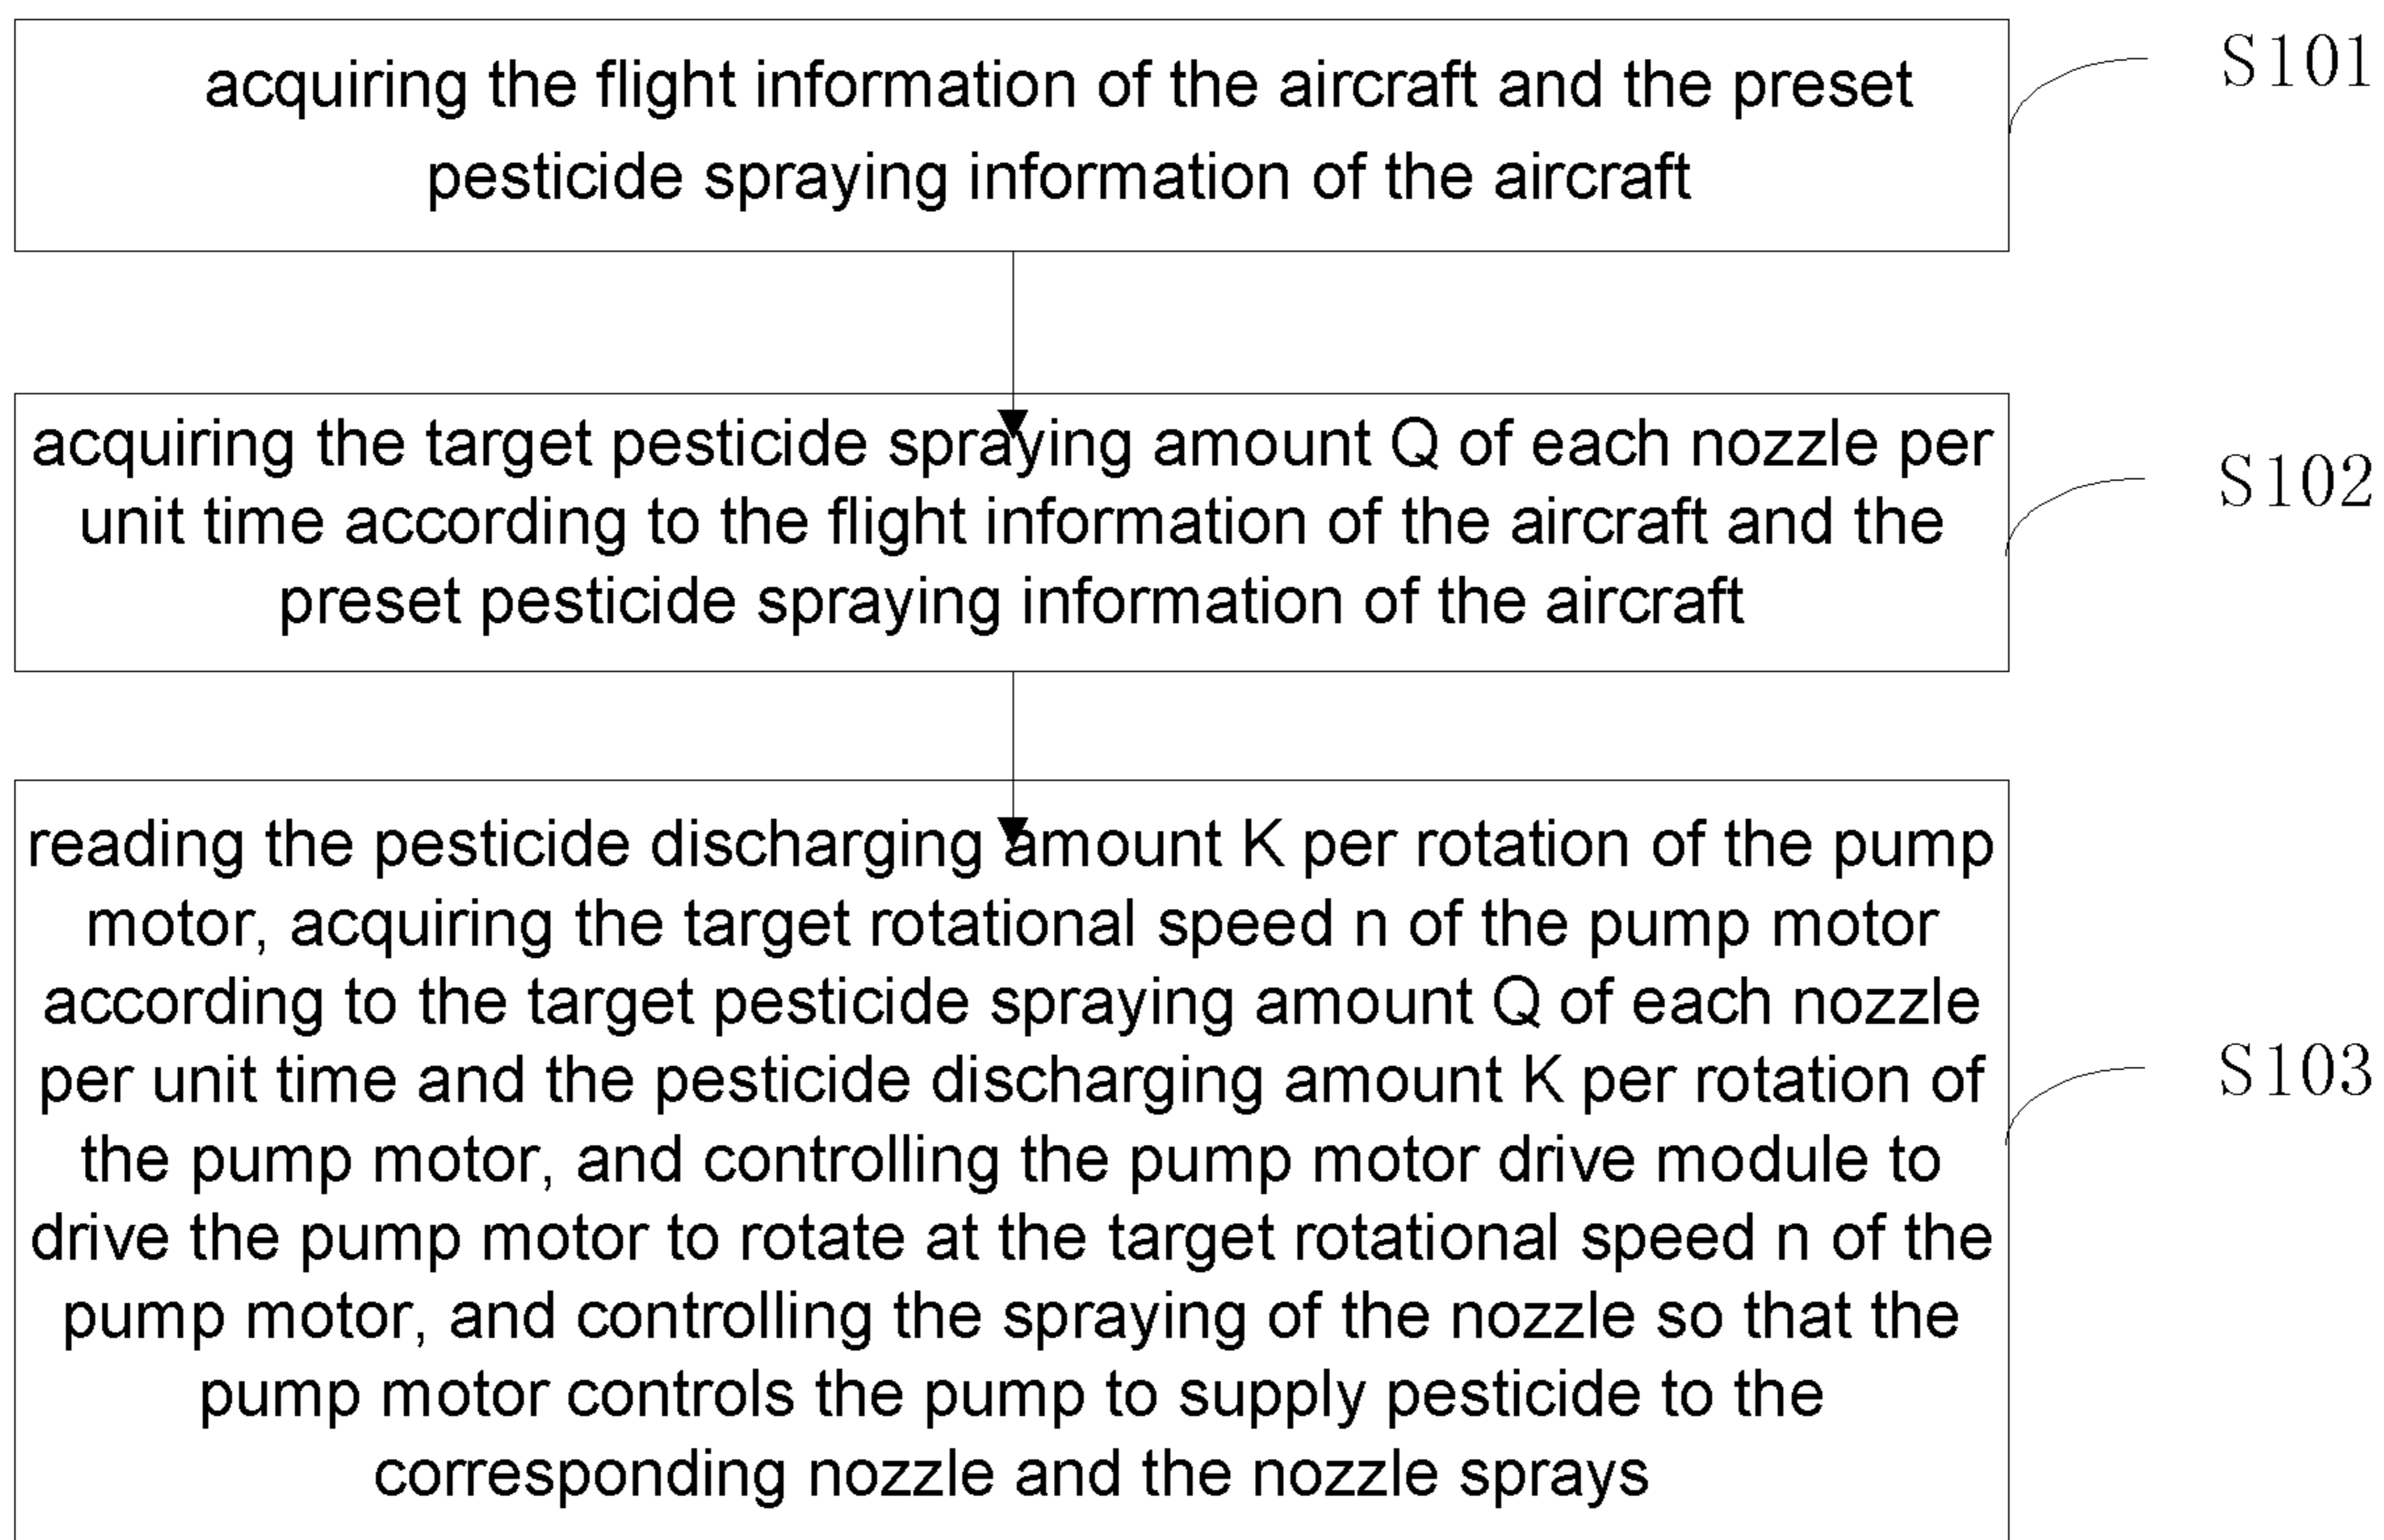 acquiring the flight information of the aircraft and the preset
pesticide spraying information of the aircraft
S101
acquiring the target pesticide spraying amount Q of each nozzle per
unit time according to the flight information of the aircraft and the
preset pesticide spraying information of the aircraft
S102
reading the pesticide discharging amount K per rotation of the pump
motor, acquiring the target rotational speed n of the pump motor
according to the target pesticide spraying amount Q of each nozzle
per unit time and the pesticide discharging amount K per rotation of
the pump motor, and controlling the pump motor drive module to
drive the pump motor to rotate at the target rotational speed n of the
pump motor, and controlling the spraying of the nozzle so that the
pump motor controls the pump to supply pesticide to the
corresponding nozzle and the nozzle sprays
S103